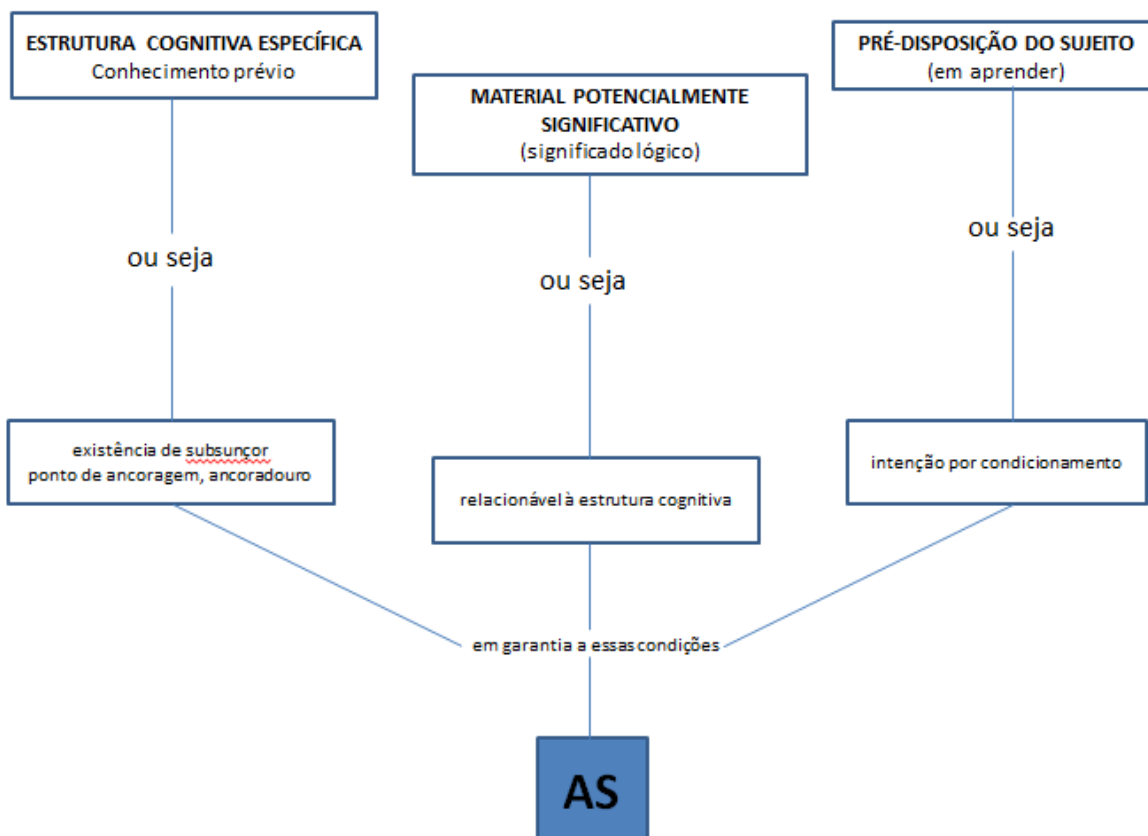 ESTRUTURA COGNITIVA ESPECÍFICA
Conhecimento prévio
MATERIAL POTENCIALMENTE
SIGNIFICATIVO
(significado lógico)
PRÉ-DISPOSIÇÃO DO SUJEITO
(em aprender)
ou seja
ou seja
ou seja
existência de subsunçor
ponto de ancoragem, ancoradouro
relacionável à estrutura cognitiva
intenção por condicionamento
em garantia a essas condições
AS